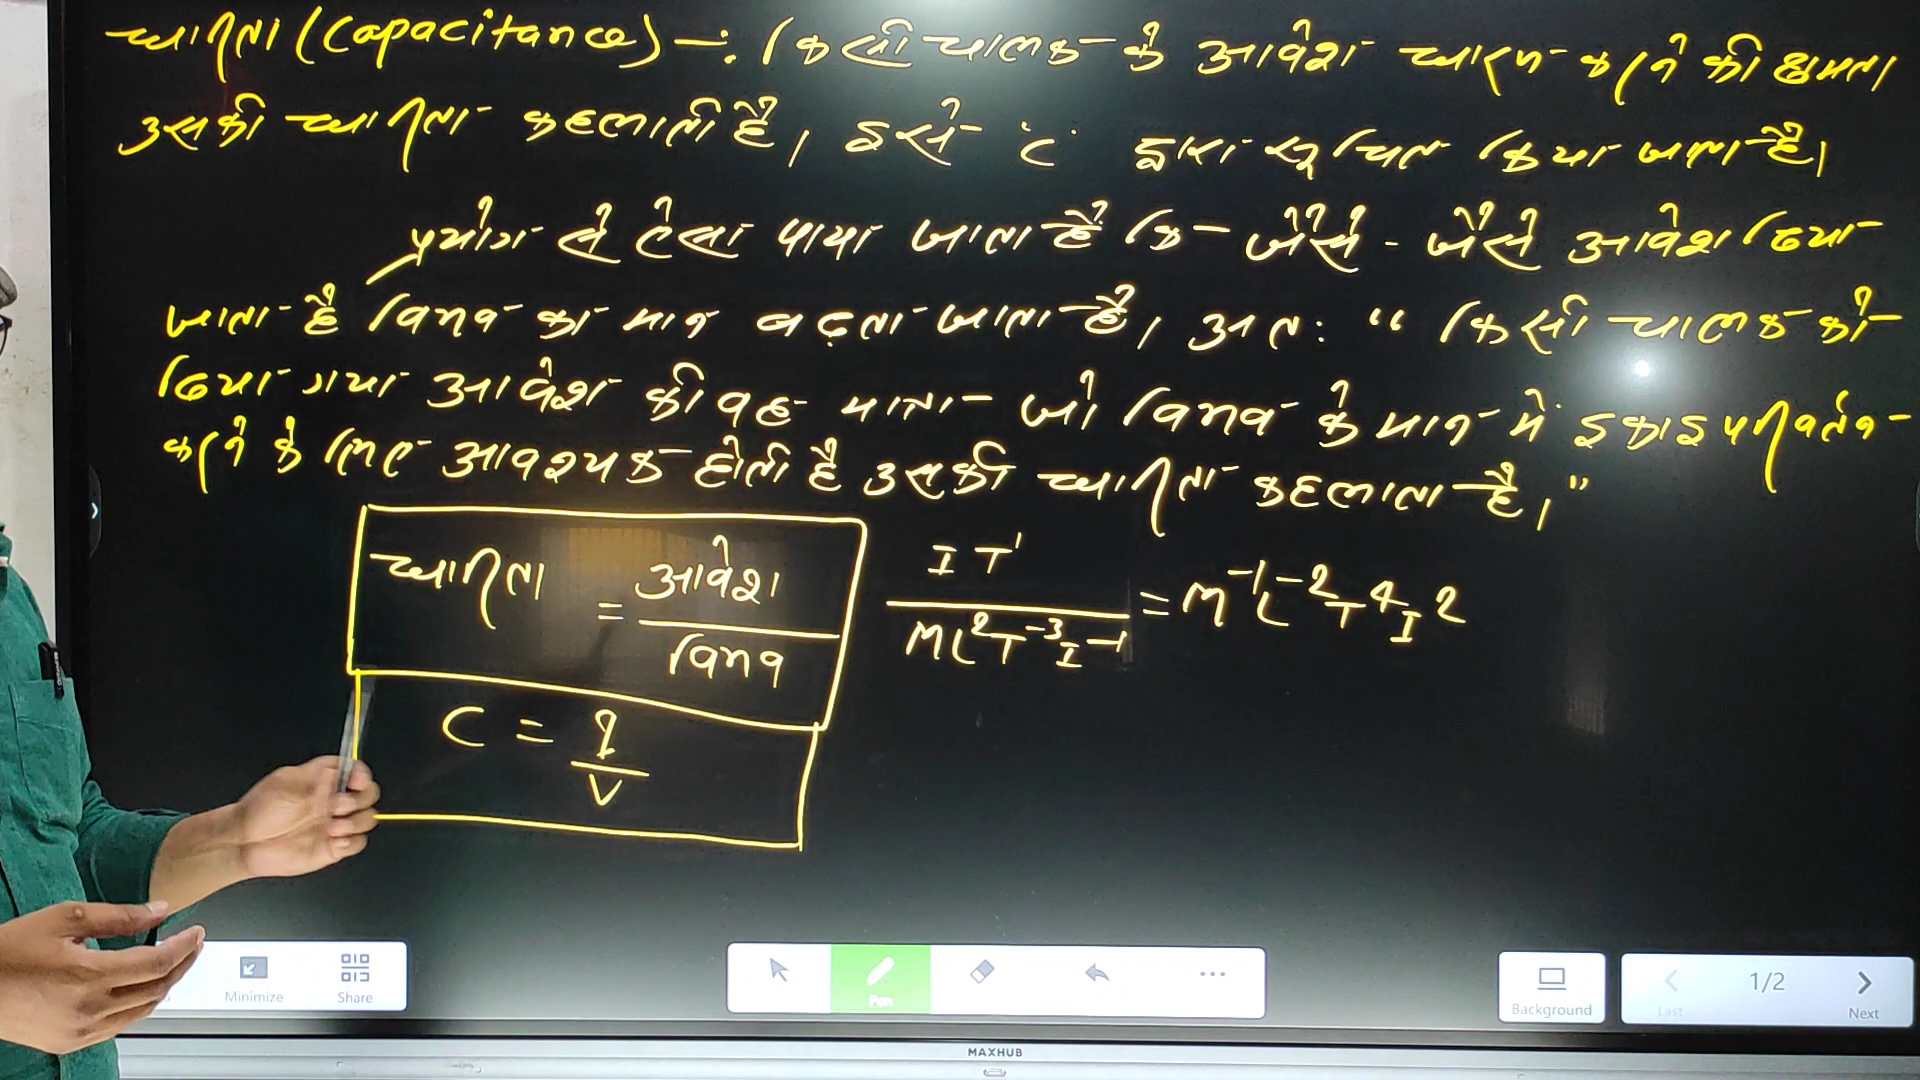 धारिता (Capacitance) -: किसी चालक के आवेश धारण करने की क्षमता
उसकी धारिता कहलाती है, इसे 'C' द्वारा सूचित किया जाता है।
प्रयोग से ऐसा पाया जाता है कि - जैसे - जैसे आवेश दिया
जाता है विभव का मान बढ़ता जाता है, अतः “ किसी चालक को
दिया गया आवेश की वह मात्रा जो विभव के मान में इकाइ परिवर्तन
करने के लिए आवश्यक होती है उसकी धारिता कहलाता है।”
धारिता = आवेश / विभव
I T¹ / ML²T⁻³I⁻¹ = M⁻¹L⁻²T⁴I²
C = q / V
Minimize
Share
Pen
Background
1/2
Last
Next
MAXHUB